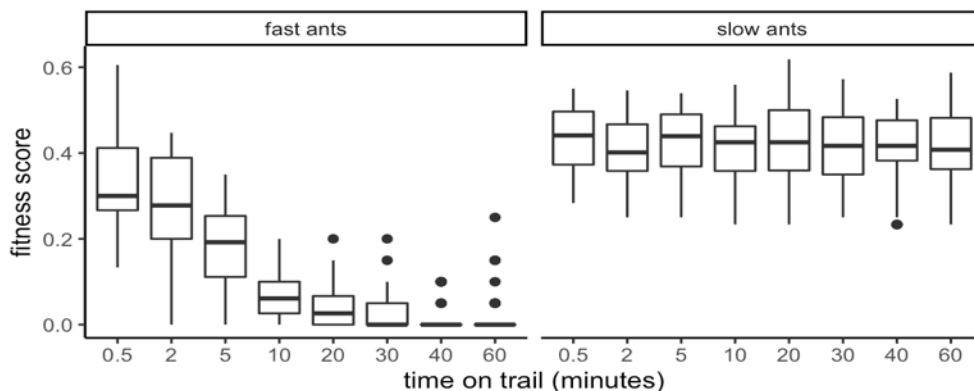 fast ants
slow ants
fitness score
0.6
0.4
0.2
0.0
0.5 2 5 10 20 30 40 60
0.5 2 5 10 20 30 40 60
time on trail (minutes)